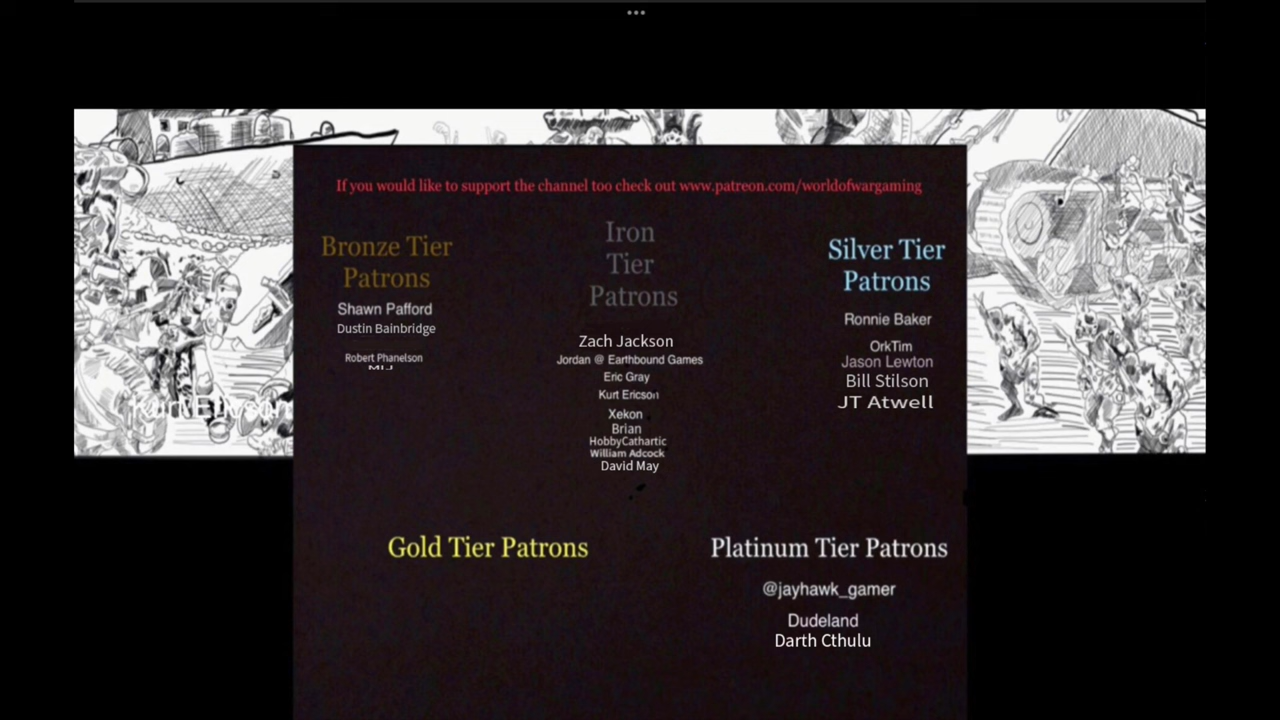 If you would like to support the channel too check out www.patreon.com/worldofwargaming
Bronze Tier
Patrons
Shawn Pafford
Dustin Bainbridge
Robert Phanelson
Iron
Tier
Patrons
Zach Jackson
Jordan @ Earthbound Games
Eric Gray
Kurt Ericson
Xekon
Brian
HobbyCathartic
William Adcock
David May
Silver Tier
Patrons
Ronnie Baker
OrkTim
Jason Lewton
Bill Stilson
JT Atwell
Kurt Ericson
Gold Tier Patrons
Platinum Tier Patrons
@jayhawk_gamer
Dudeland
Darth Cthulu